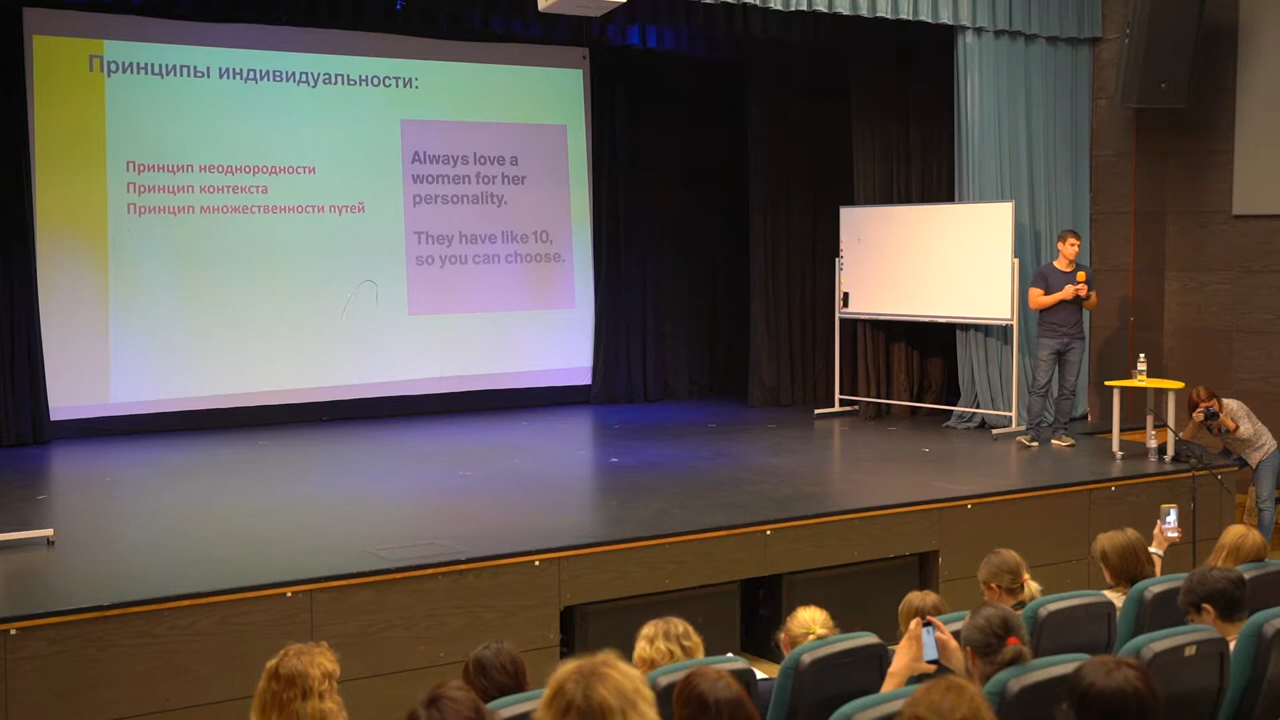 Принципы индивидуальности:
Принцип неоднородности
Принцип контекста
Принцип множественности путей
Always love a
women for her
personality.
They have like 10,
so you can choose.